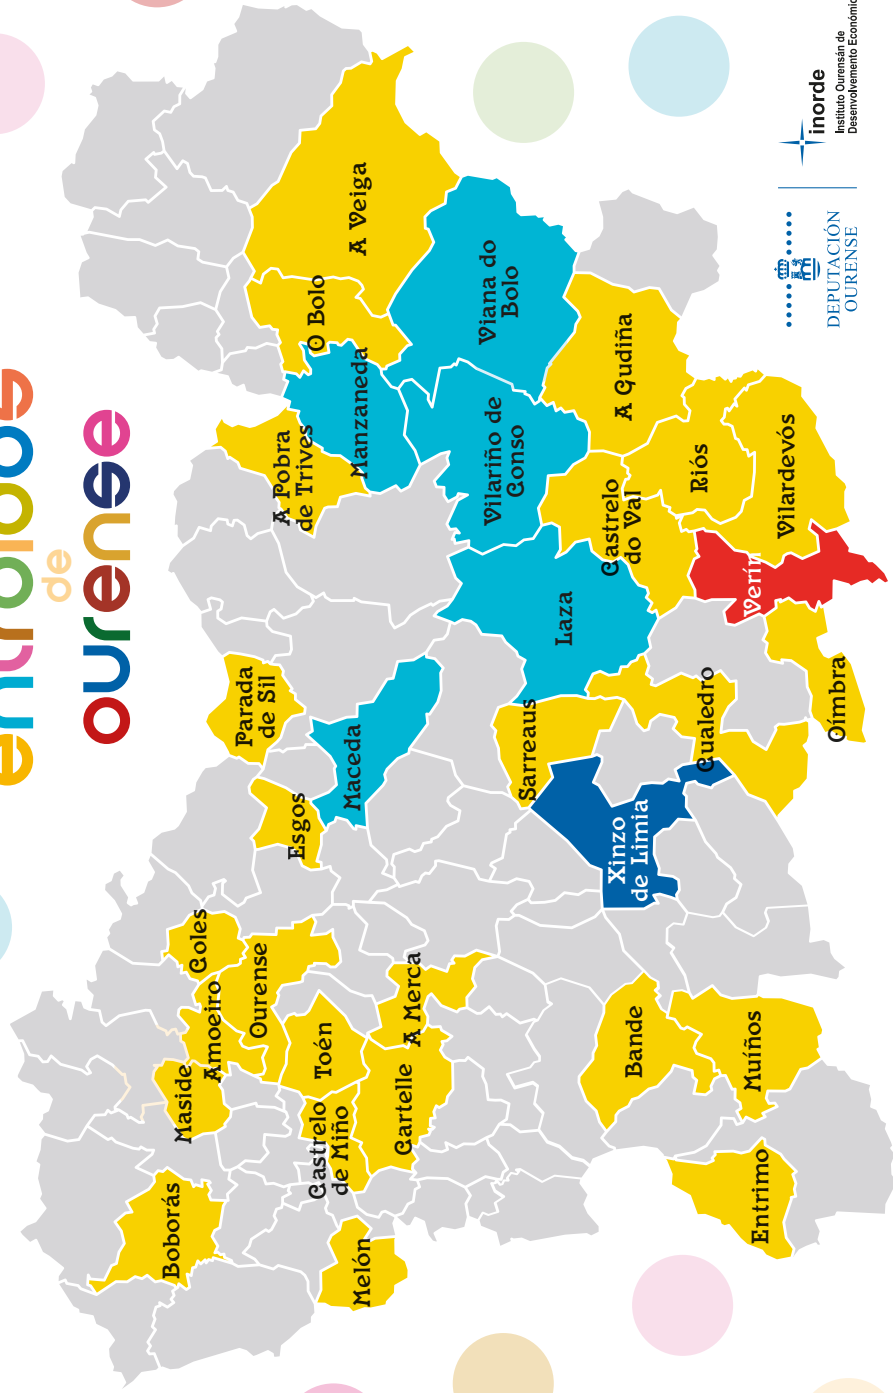 entroidos
de
ourense
A Veiga
O Bolo
Viana do
Bolo
Manzaneda
A Pobra
de Trives
Vilariño de
Conso
A Gudiña
Riós
Vilardevós
Castrelo
do Val
Verín
Laza
Parada
de Sil
Maceda
Sarreaus
Cualedro
Oímbra
Esgos
Xinzo
de Limia
Coles
Amoeiro
Ourense
Maside
Toén
A Merca
Cartelle
Castrelo
de Miño
Boborás
Melón
Bande
Muíños
Entrimo
DEPUTACIÓN
OURENSE
inorde
Instituto Ourensán de
Desenvolvemento Económico